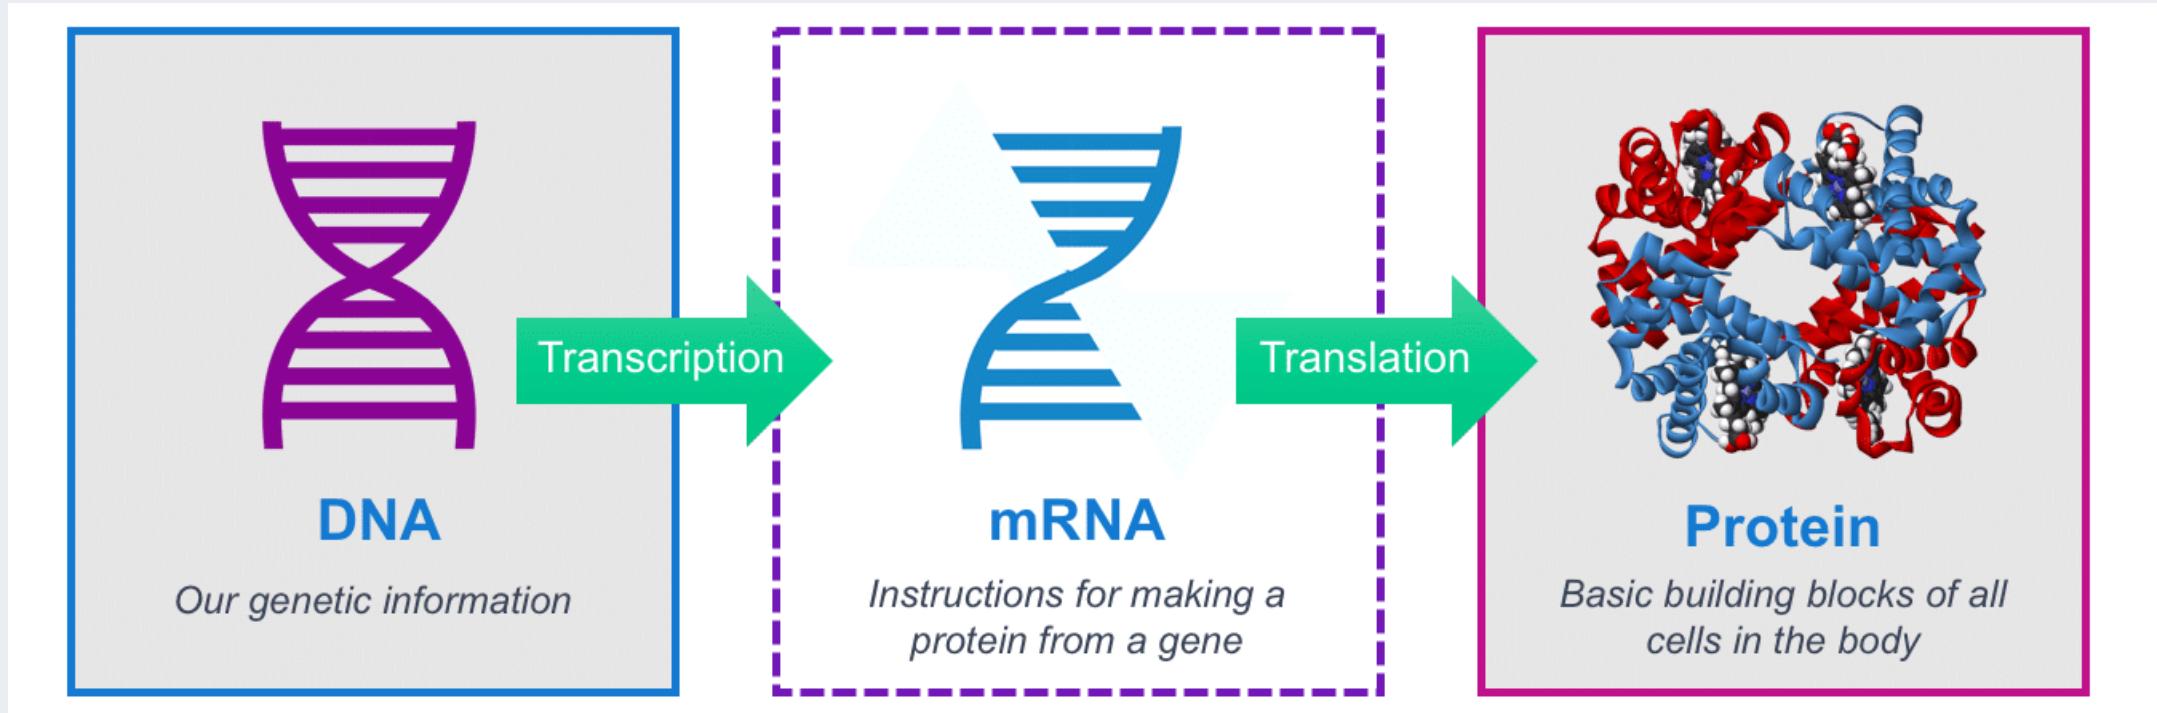 Transcription
Translation
DNA
Our genetic information
mRNA
Instructions for making a
protein from a gene
Protein
Basic building blocks of all
cells in the body